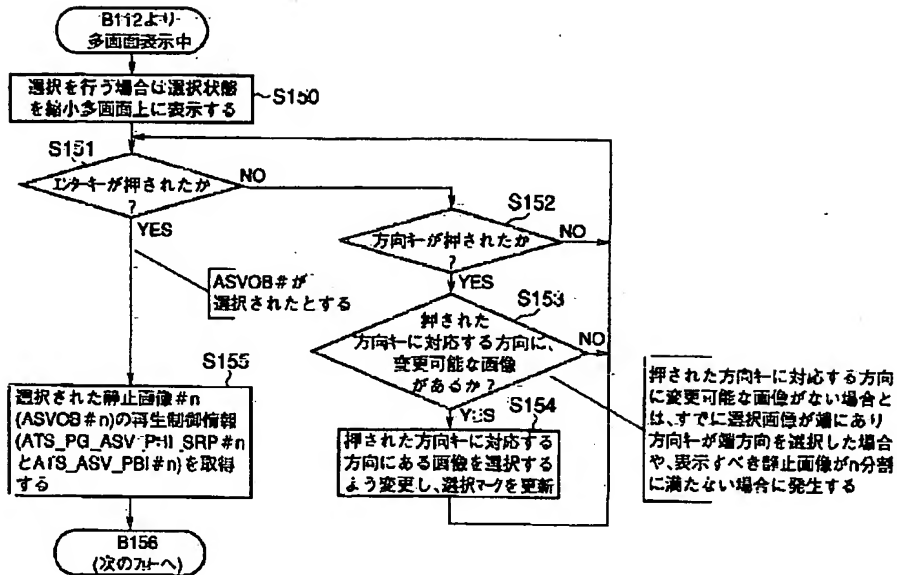 B112より
多画面表示中
選択を行う場合は選択状態
を縮小多画面上に表示する
S150
S151
エンターキーが押されたか
?
NO
YES
S152
方向キーが押されたか
?
NO
YES
ASVOB#が
選択されたとする
S153
押された
方向キーに対応する方向に、
変更可能な画像
があるか?
NO
YES
S154
押された方向キーに対応する
方向にある画像を選択する
よう変更し、選択マークを更新
押された方向キーに対応する方向
に変更可能な画像がない場合と
は、すでに選択画像が端にあり
方向キーが端方向を選択した場合
や、表示すべき静止画像がn分割
に満たない場合に発生する
S155
選択された静止画像#n
(ASVOB#n)の再生制御情報
(ATS_PG_ASV_PBI_SRP#n
とATS_ASV_PBI#n)を取得
する
B156
(次のフローへ)